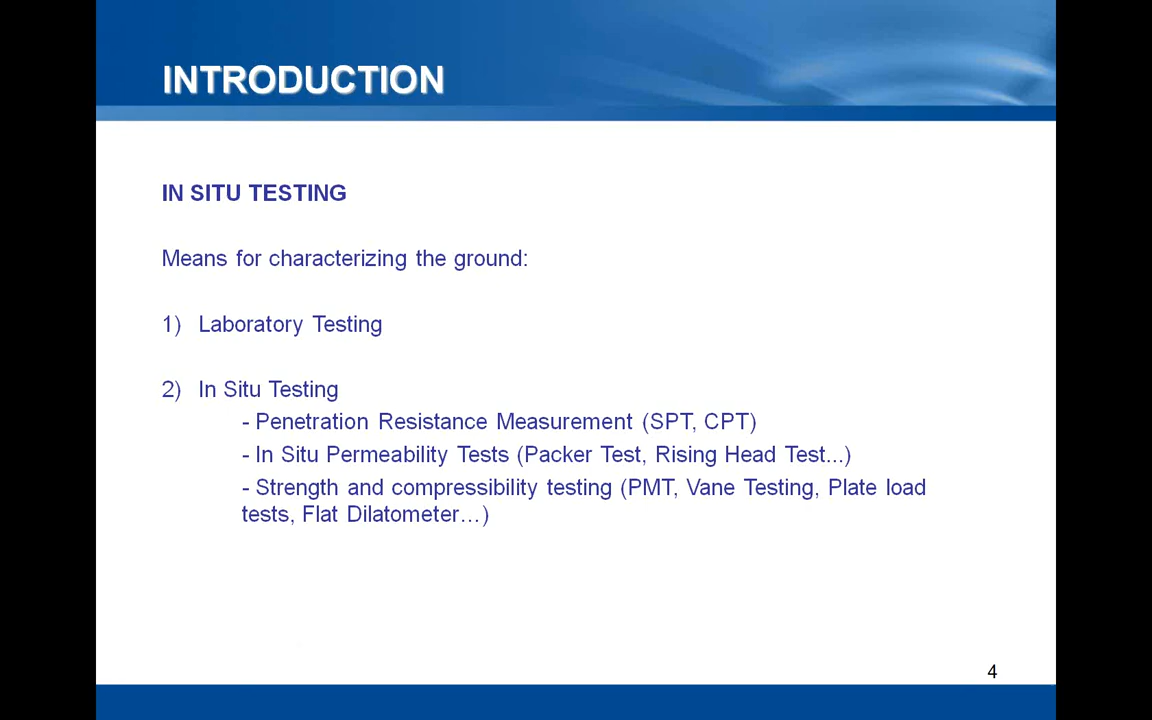 INTRODUCTION
IN SITU TESTING
Means for characterizing the ground:
1) Laboratory Testing
2) In Situ Testing
- Penetration Resistance Measurement (SPT, CPT)
- In Situ Permeability Tests (Packer Test, Rising Head Test...)
- Strength and compressibility testing (PMT, Vane Testing, Plate load
tests, Flat Dilatometer…)
4